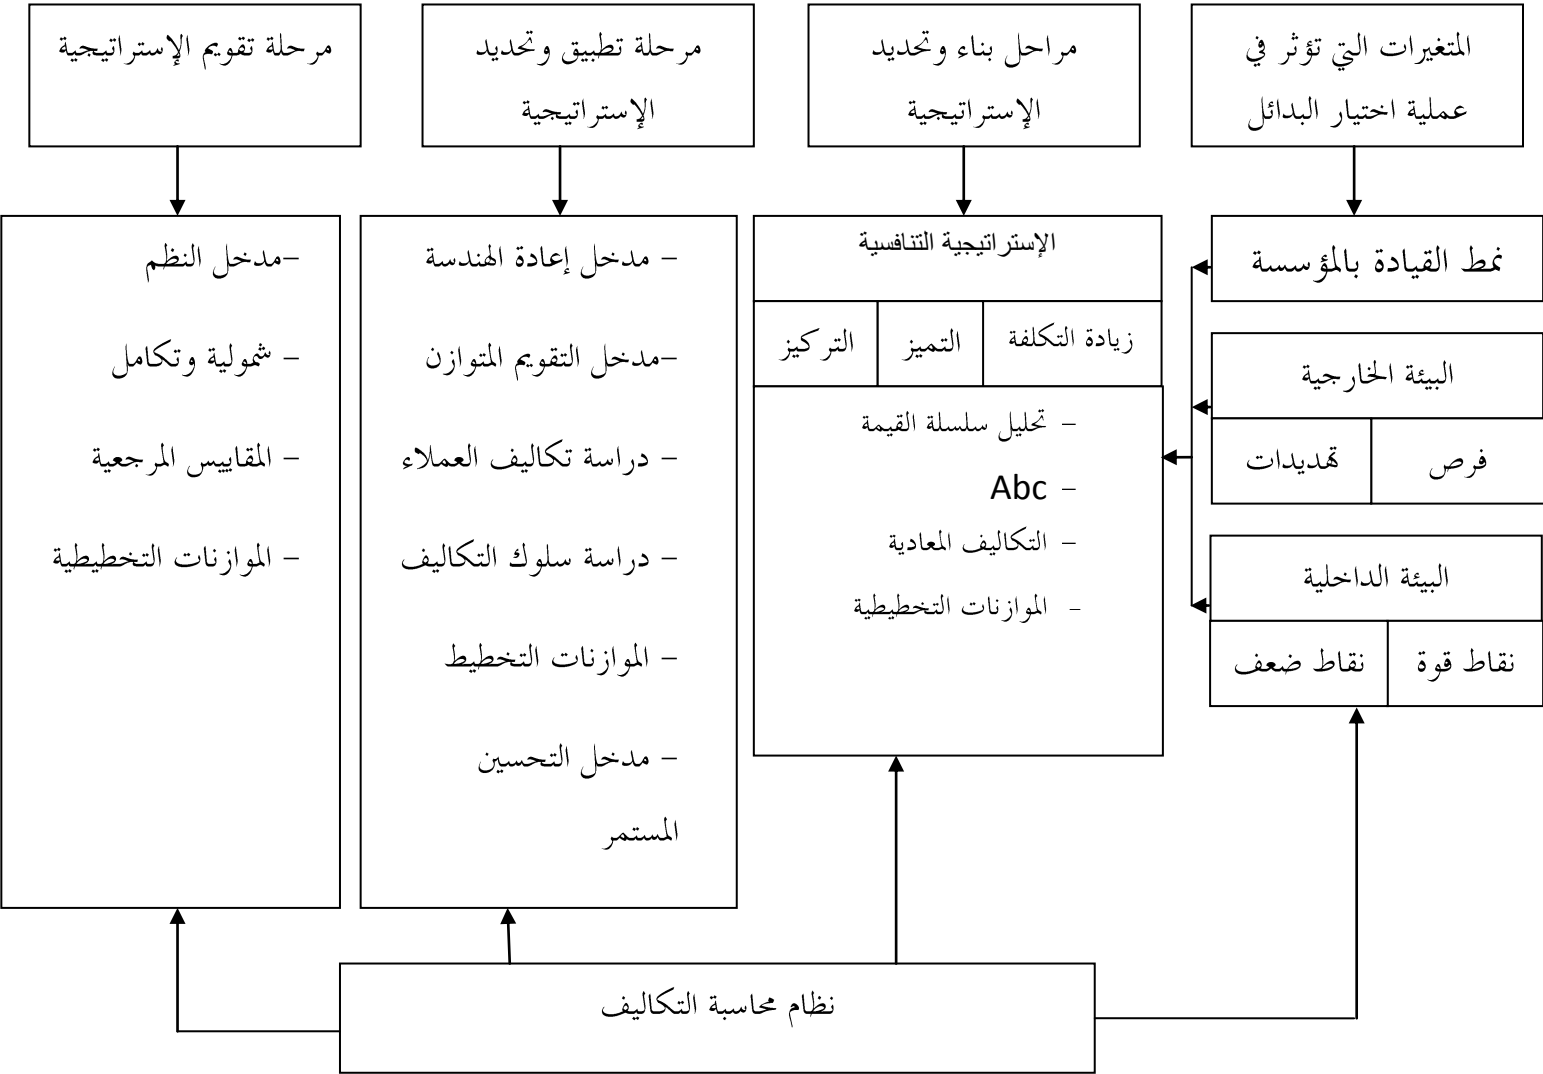 المتغيرات التي تؤثر في
عملية اختيار البدائل
مراحل بناء وتحديد
الإستراتيجية
مرحلة تطبيق وتحديد
الإستراتيجية
مرحلة تقويم الإستراتيجية
نمط القيادة بالمؤسسة
البيئة الخارجية
فرص
تهديدات
البيئة الداخلية
نقاط قوة
نقاط ضعف
الإستراتيجية التنافسية
زيادة التكلفة
التميز
التركيز
- تحليل سلسلة القيمة
- Abc
- التكاليف المعادية
- الموازنات التخطيطية
- مدخل إعادة الهندسة
-مدخل التقويم المتوازن
- دراسة تكاليف العملاء
- دراسة سلوك التكاليف
- الموازنات التخطيط
- مدخل التحسين
المستمر
-مدخل النظم
- شمولية وتكامل
- المقاييس المرجعية
- الموازنات التخطيطية
نظام محاسبة التكاليف